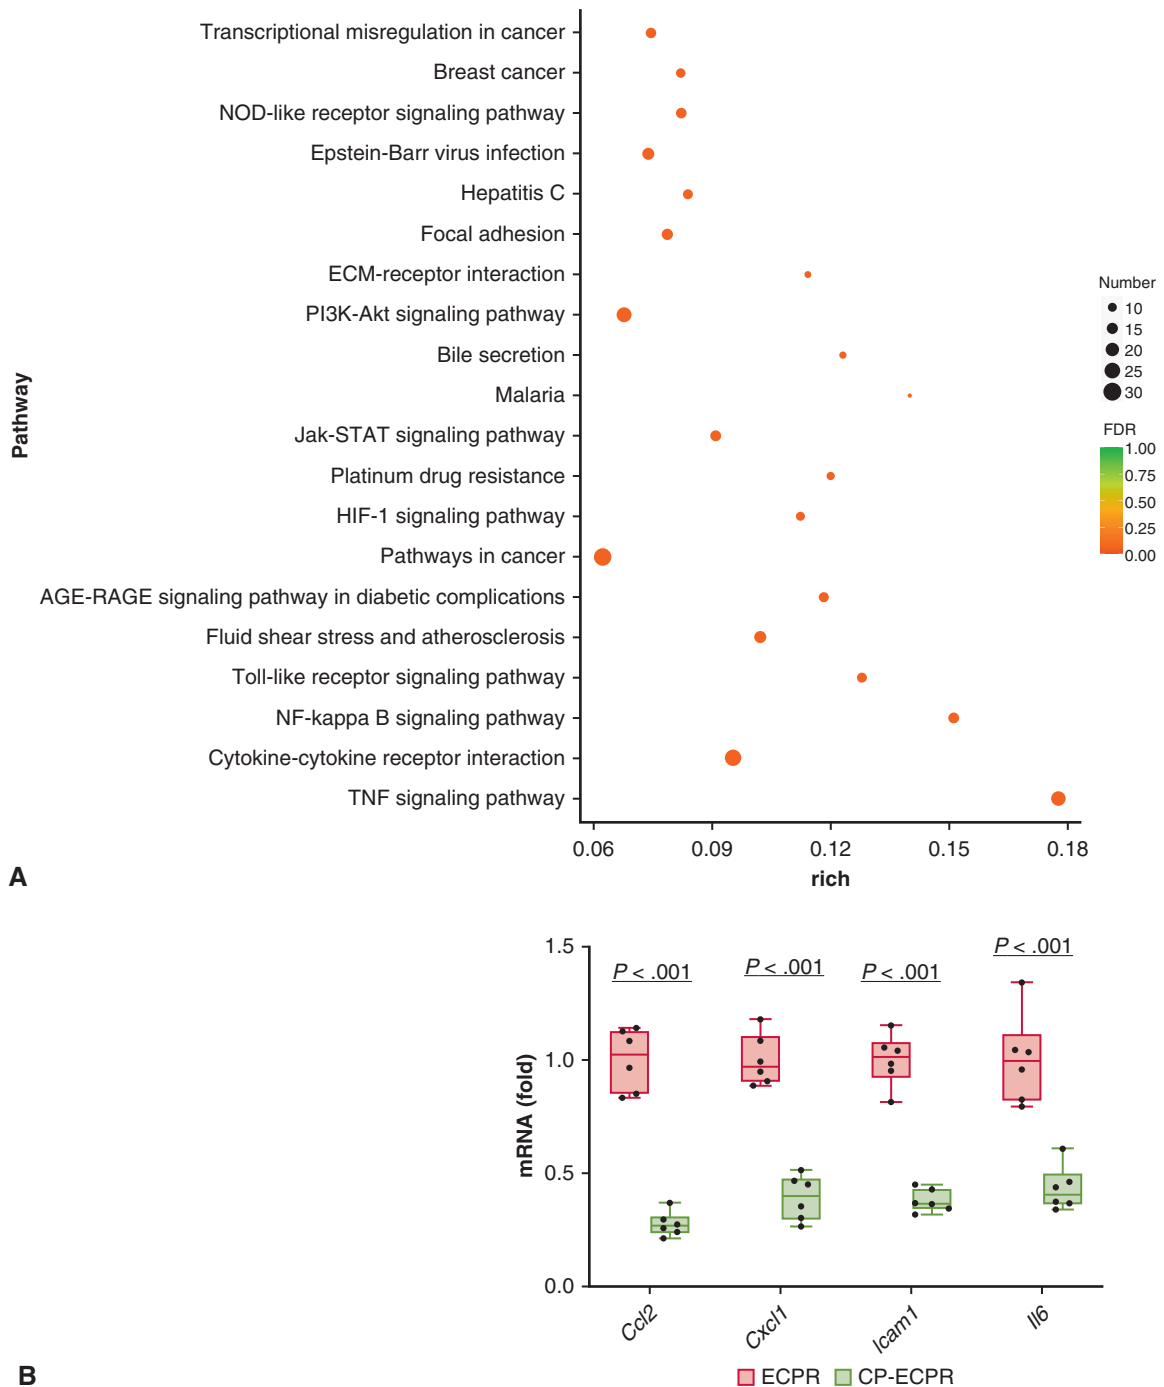 Transcriptional misregulation in cancer
Breast cancer
NOD-like receptor signaling pathway
Epstein-Barr virus infection
Hepatitis C
Focal adhesion
ECM-receptor interaction
PI3K-Akt signaling pathway
Bile secretion
Malaria
Jak-STAT signaling pathway
Platinum drug resistance
HIF-1 signaling pathway
Pathways in cancer
AGE-RAGE signaling pathway in diabetic complications
Fluid shear stress and atherosclerosis
Toll-like receptor signaling pathway
NF-kappa B signaling pathway
Cytokine-cytokine receptor interaction
TNF signaling pathway
Pathway
0.06 0.09 0.12 0.15 0.18
rich
Number
10
15
20
25
30
FDR
1.00
0.75
0.50
0.25
0.00
A
1.5
1.0
0.5
0.0
mRNA (fold)
P < .001 P < .001 P < .001 P < .001
Ccl2 Cxcl1 Icam1 Il6
ECPR CP-ECPR
B